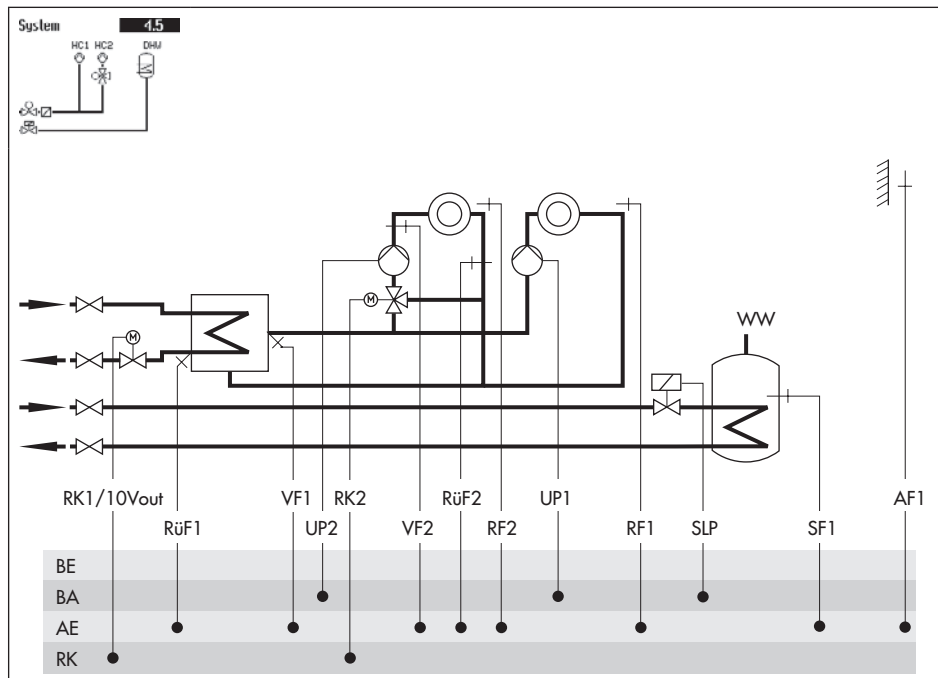 System 4.5
HC1 HC2 DHW
WW
M
M
RK1/10Vout VF1 RK2 RüF2 UP1 AF1
RüF1 UP2 VF2 RF2 RF1 SLP SF1
BE
BA
AE
RK